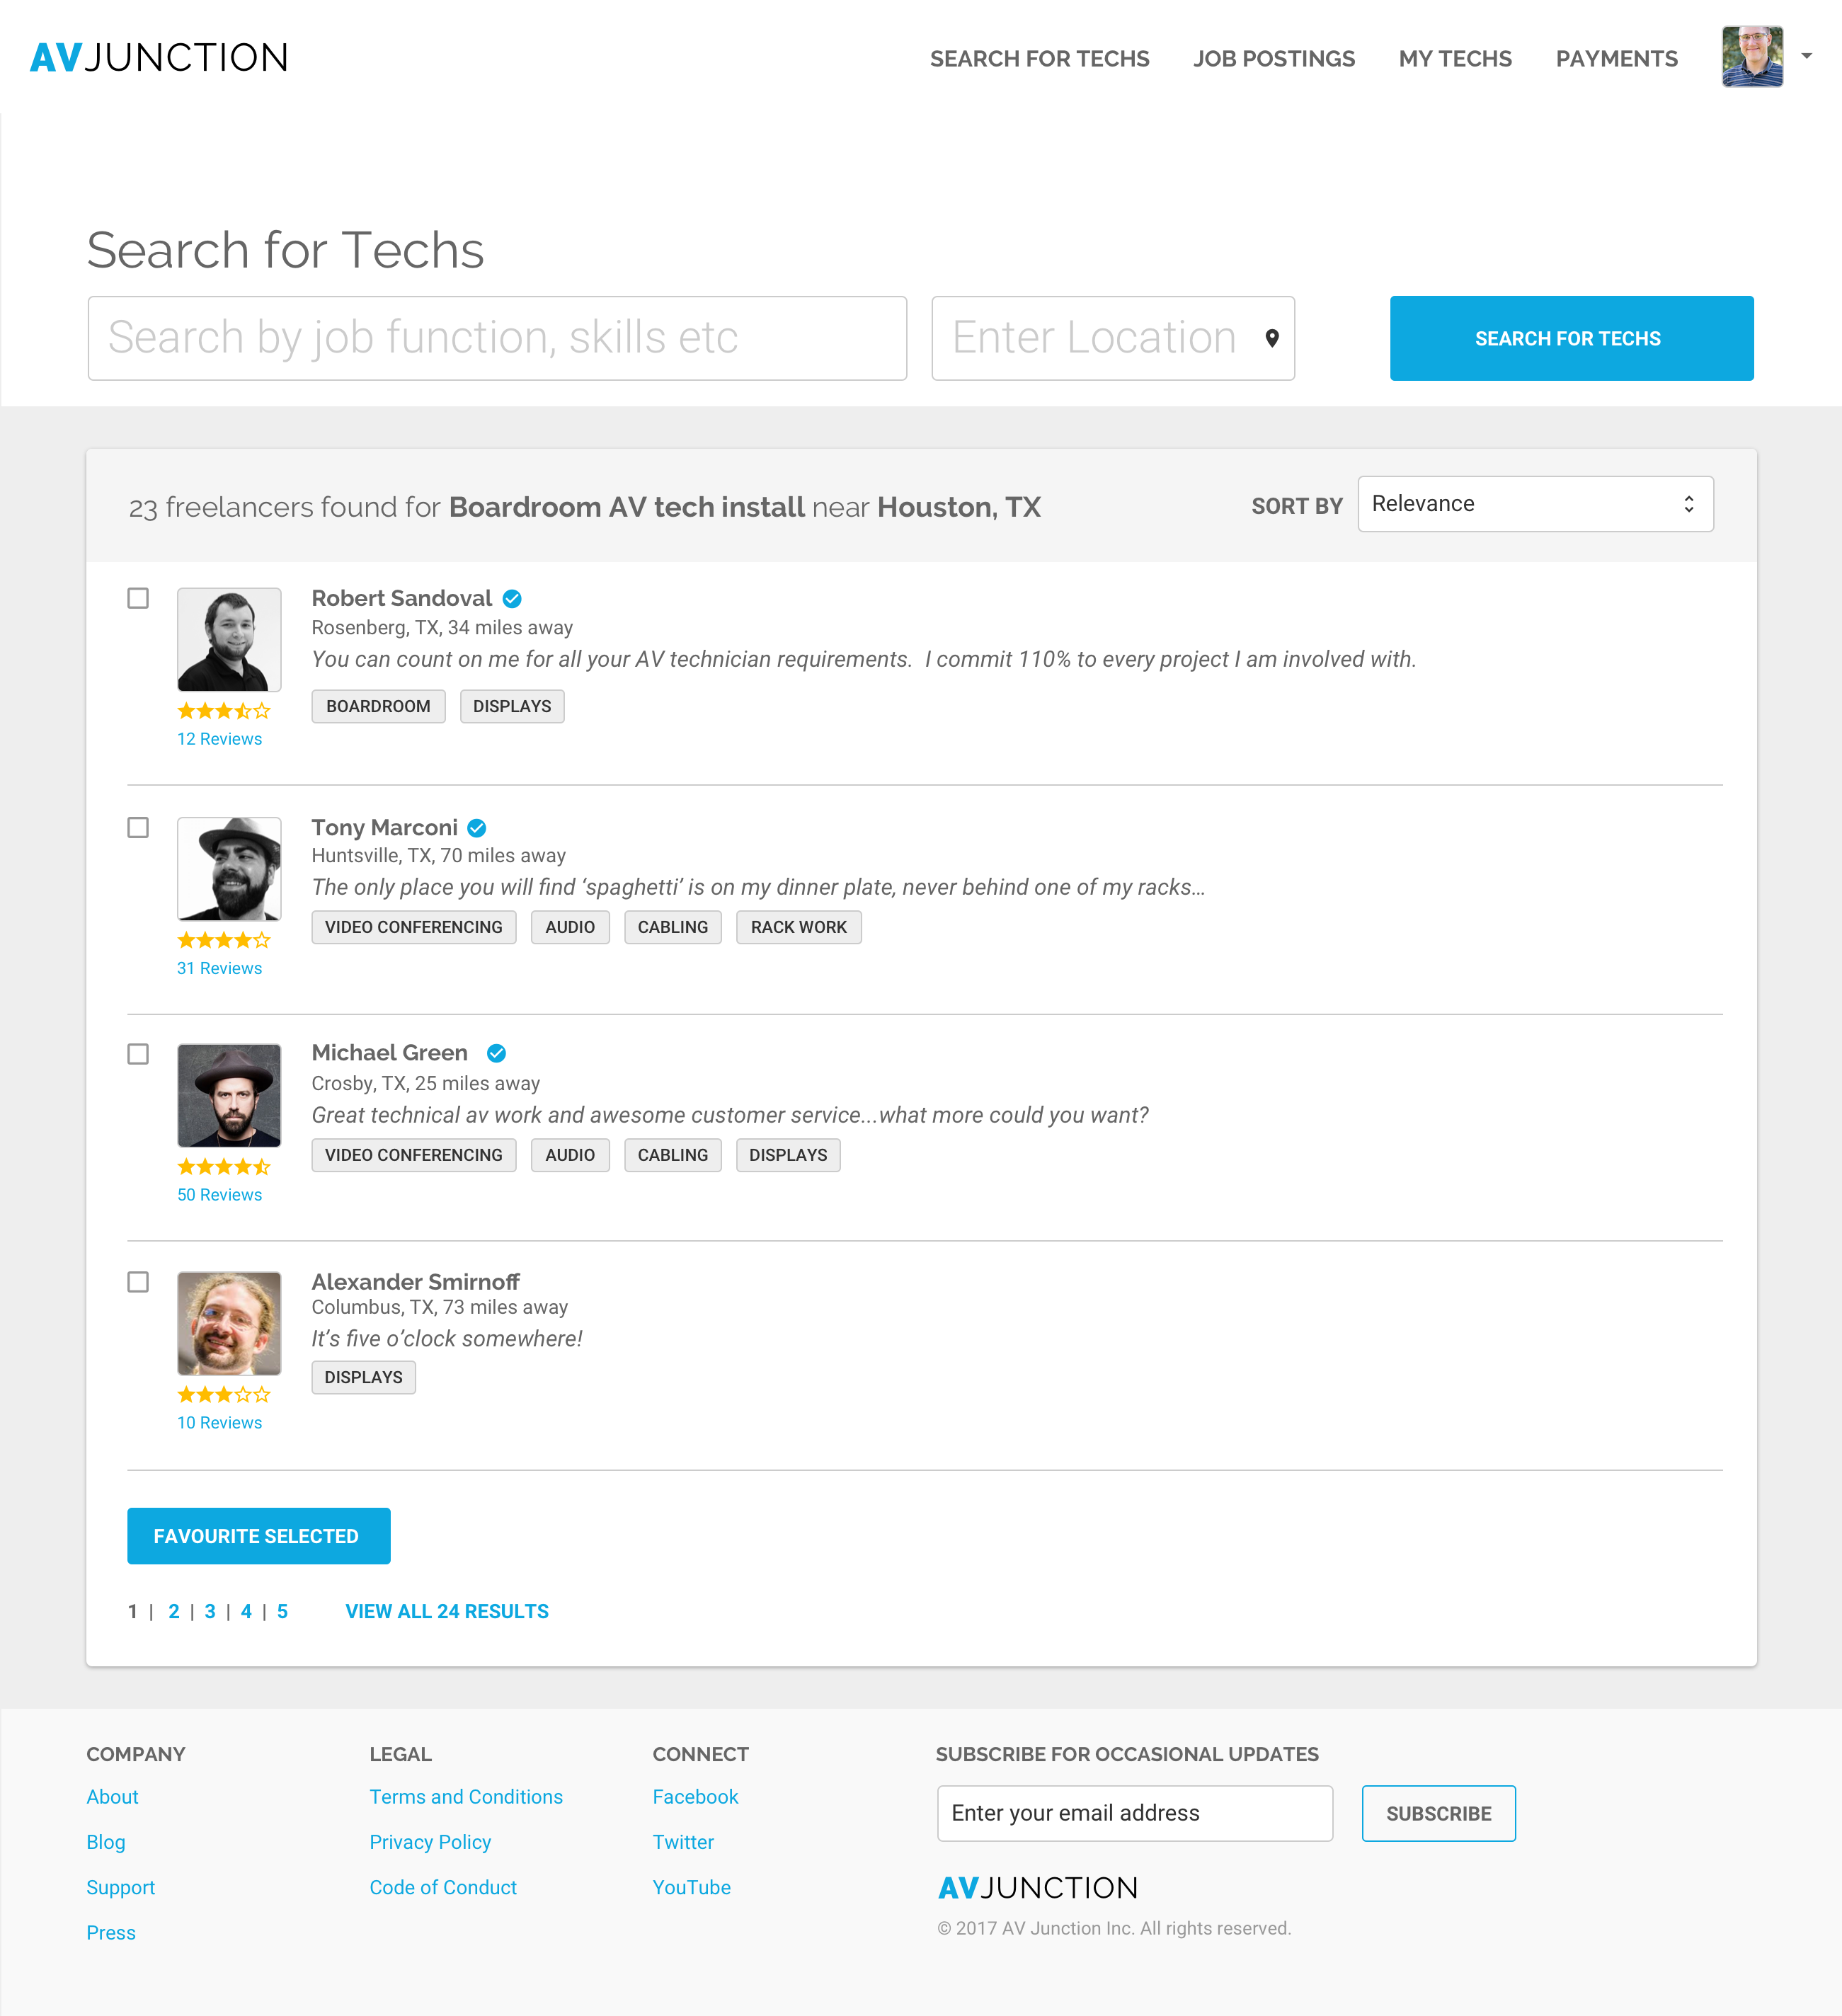 AVJUNCTION
SEARCH FOR TECHS
JOB POSTINGS
MY TECHS
PAYMENTS
Search for Techs
Search by job function, skills etc
Enter Location
SEARCH FOR TECHS
23 freelancers found for Boardroom AV tech install near Houston, TX
SORT BY
Relevance
Robert Sandoval
Rosenberg, TX, 34 miles away
You can count on me for all your AV technician requirements.  I commit 110% to every project I am involved with.
BOARDROOM
DISPLAYS
12 Reviews
Tony Marconi
Huntsville, TX, 70 miles away
The only place you will find ‘spaghetti’ is on my dinner plate, never behind one of my racks...
VIDEO CONFERENCING
AUDIO
CABLING
RACK WORK
31 Reviews
Michael Green
Crosby, TX, 25 miles away
Great technical av work and awesome customer service...what more could you want?
VIDEO CONFERENCING
AUDIO
CABLING
DISPLAYS
50 Reviews
Alexander Smirnoff
Columbus, TX, 73 miles away
It’s five o’clock somewhere!
DISPLAYS
10 Reviews
FAVOURITE SELECTED
1 | 2 | 3 | 4 | 5
VIEW ALL 24 RESULTS
COMPANY
About
Blog
Support
Press
LEGAL
Terms and Conditions
Privacy Policy
Code of Conduct
CONNECT
Facebook
Twitter
YouTube
SUBSCRIBE FOR OCCASIONAL UPDATES
Enter your email address
SUBSCRIBE
AVJUNCTION
© 2017 AV Junction Inc. All rights reserved.